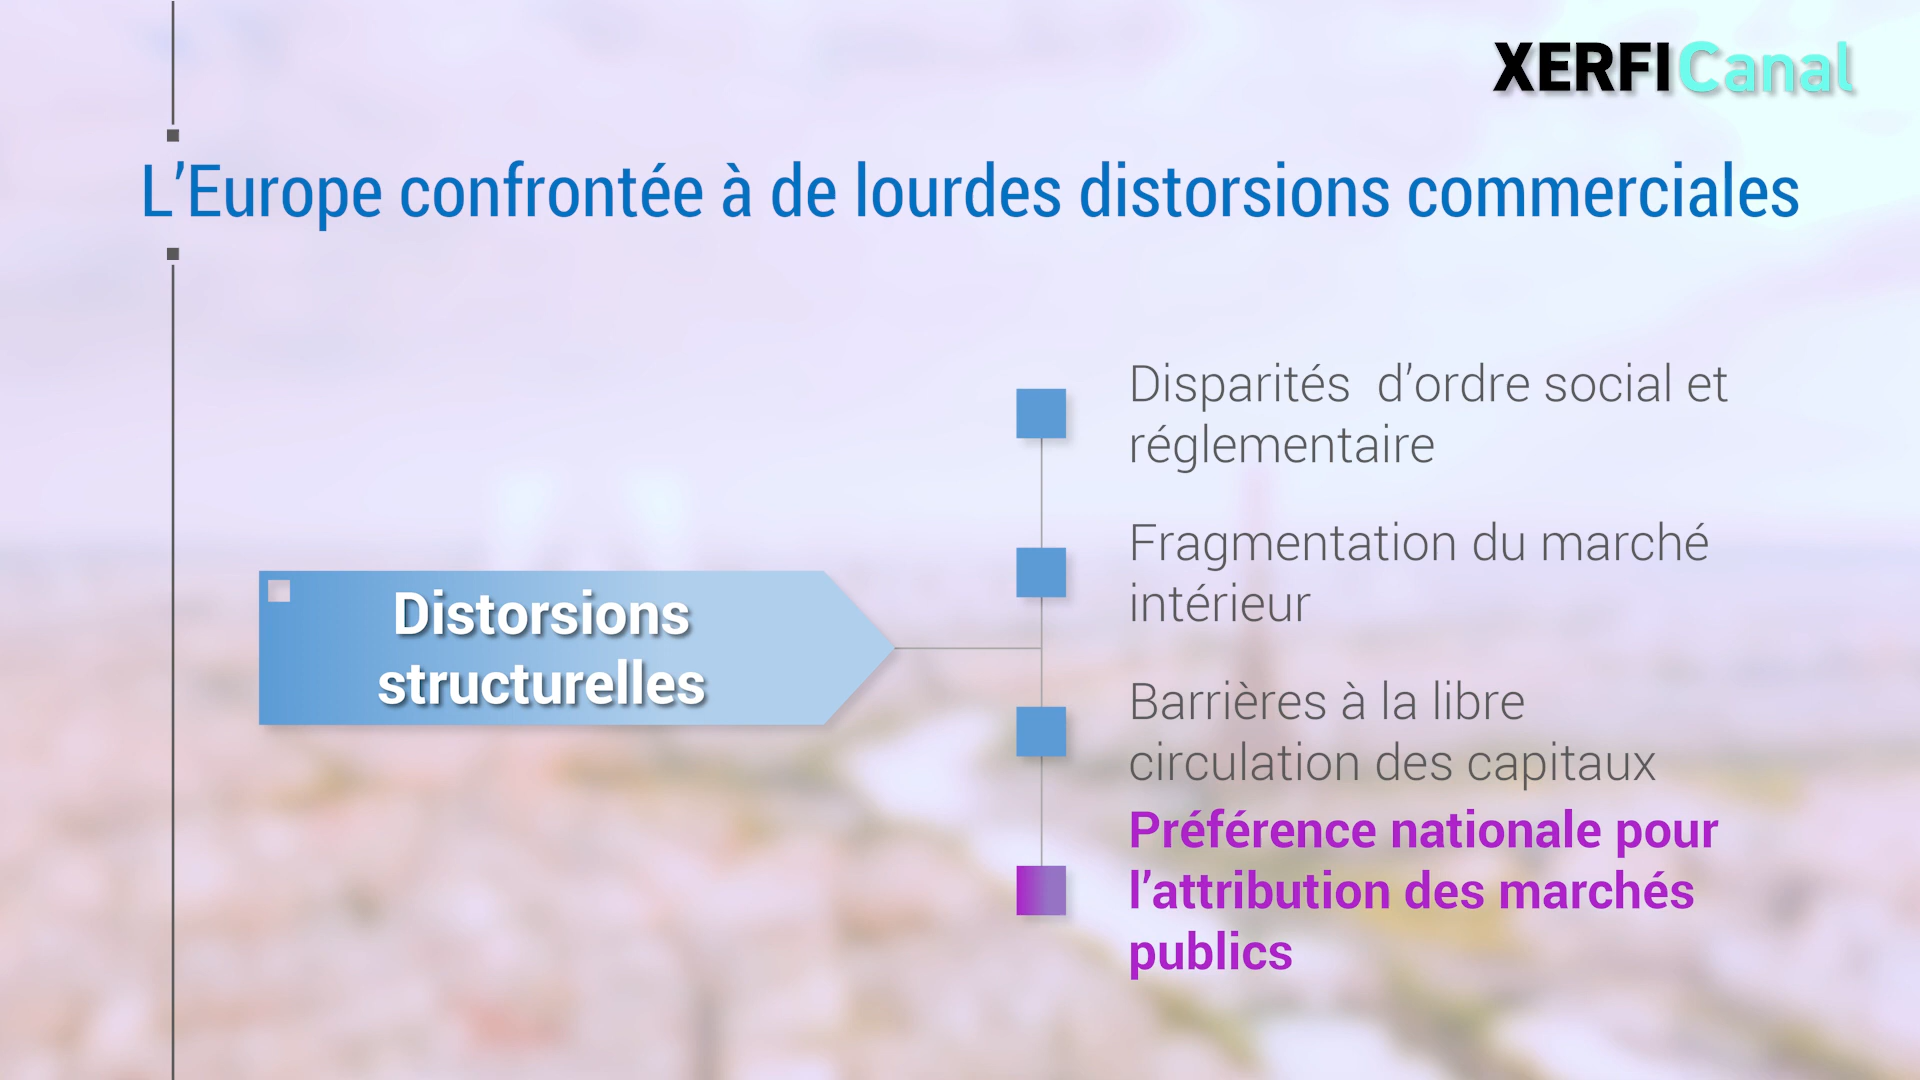 XERFI Canal
L’Europe confrontée à de lourdes distorsions commerciales
Distorsions
structurelles
Disparités d’ordre social et
réglementaire
Fragmentation du marché
intérieur
Barrières à la libre
circulation des capitaux
Préférence nationale pour
l’attribution des marchés
publics